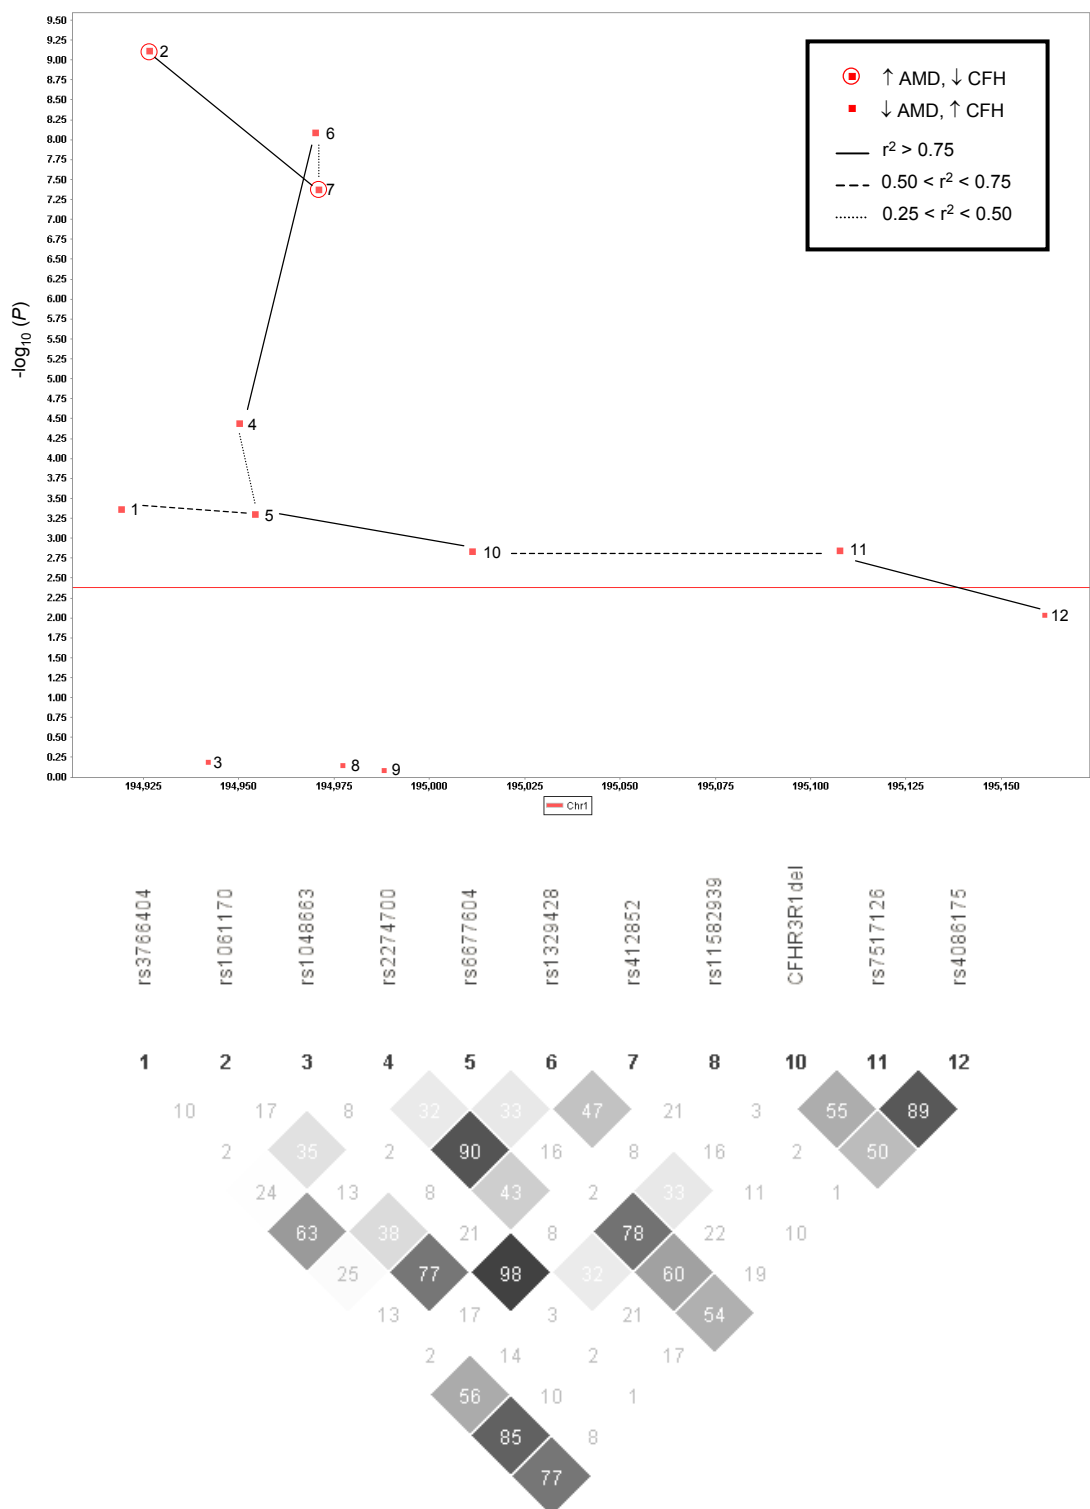 9.50
9.25
9.00
8.75
8.50
8.25
8.00
7.75
7.50
7.25
7.00
6.75
6.50
6.25
6.00
5.75
5.50
5.25
5.00
4.75
4.50
4.25
4.00
3.75
3.50
3.25
3.00
2.75
2.50
2.25
2.00
1.75
1.50
1.25
1.00
0.75
0.50
0.25
0.00
-log10 (P)
2
6
7
4
1
5
10
11
12
3
8
9
↑ AMD, ↓ CFH
↓ AMD, ↑ CFH
r² > 0.75
0.50 < r² < 0.75
0.25 < r² < 0.50
194,925 194,950 194,975 195,000 195,025 195,050 195,075 195,100 195,125 195,150
Chr1
rs3766404
rs1061170
rs1048663
rs2274700
rs6677604
rs1329428
rs412852
rs11582939
CFHR3R1del
rs7517126
rs4086175
1 2 3 4 5 6 7 8 10 11 12
10 17 8 32 33 47 21 3 55 89
2 35 2 90 16 8 16 2 50
24 13 8 43 2 33 11 1
63 38 21 8 78 22 10
25 77 98 32 60 19
13 17 3 21 54
2 14 2 17
56 10 1
85 8
77